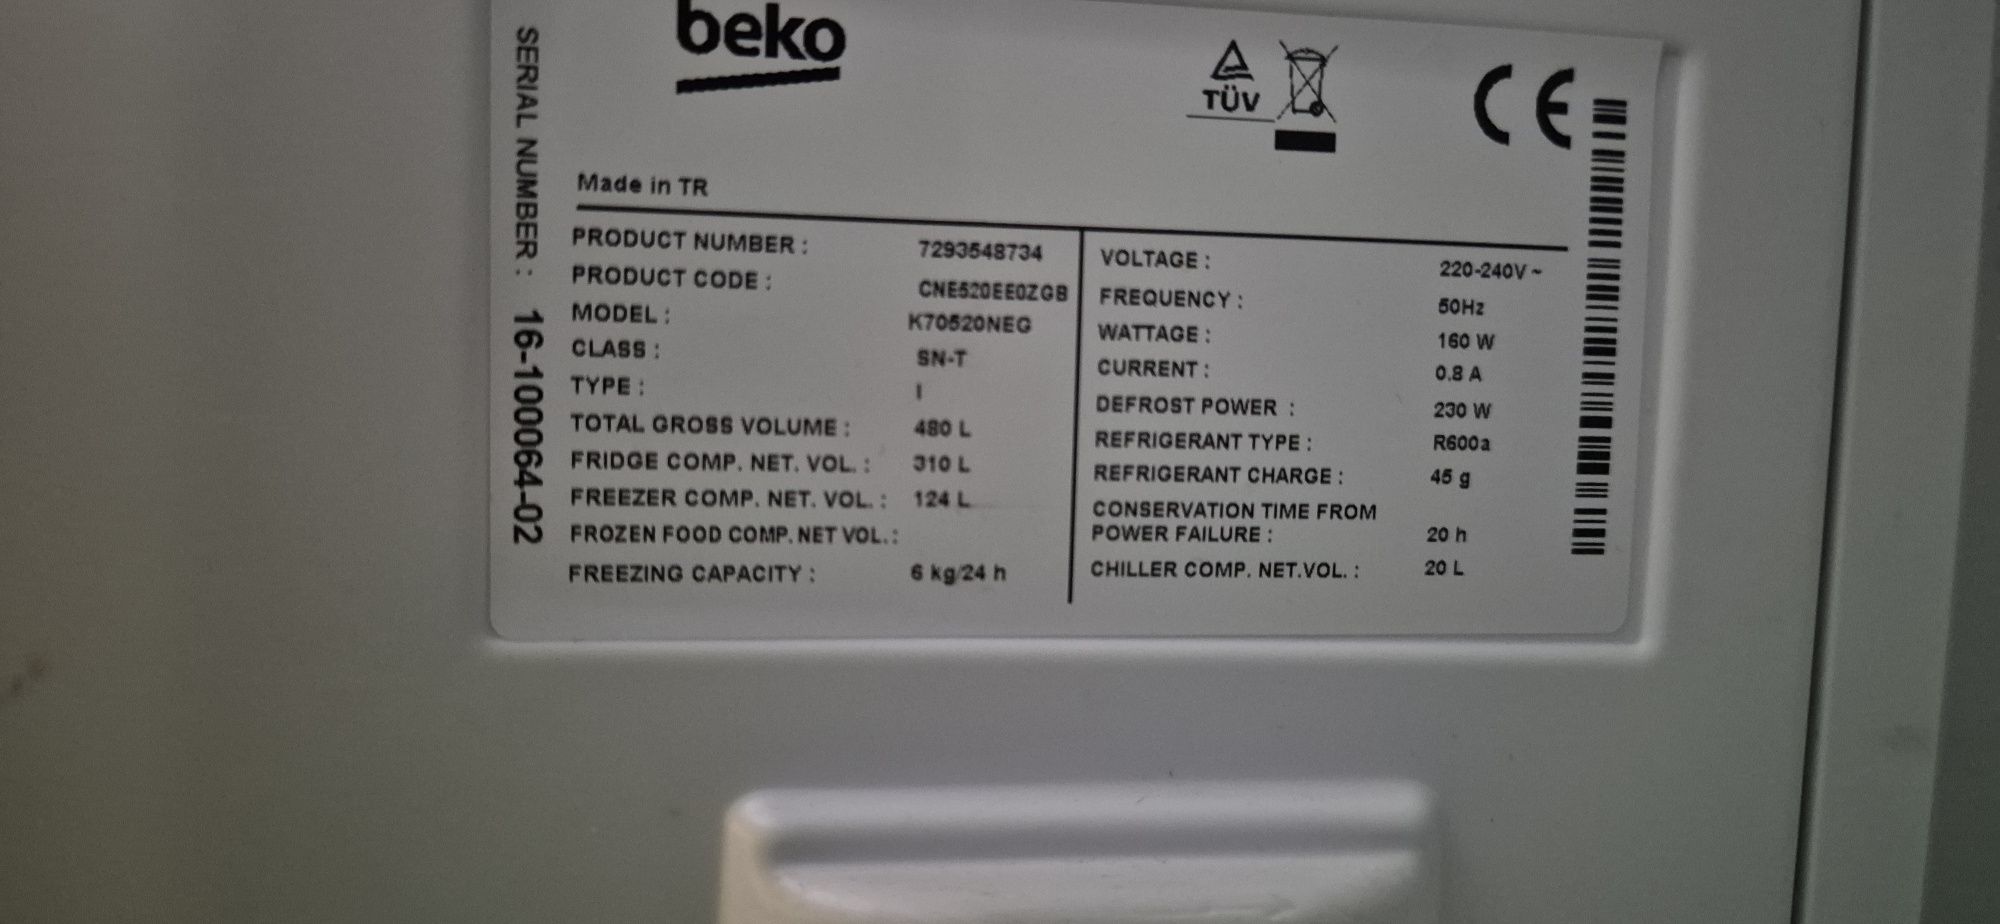 beko
TÜV
CE
SERIAL NUMBER : 16-100064-02
Made in TR
PRODUCT NUMBER : 7293548734
PRODUCT CODE : CNE520EE0ZGB
MODEL : K70520NEG
CLASS : SN-T
TYPE : I
TOTAL GROSS VOLUME : 480 L
FRIDGE COMP. NET. VOL. : 310 L
FREEZER COMP. NET. VOL. : 124 L
FROZEN FOOD COMP. NET VOL. :
FREEZING CAPACITY : 6 kg/24 h
VOLTAGE : 220-240V ~
FREQUENCY : 50Hz
WATTAGE : 160 W
CURRENT : 0.8 A
DEFROST POWER : 230 W
REFRIGERANT TYPE : R600a
REFRIGERANT CHARGE : 45 g
CONSERVATION TIME FROM
POWER FAILURE : 20 h
CHILLER COMP. NET.VOL. : 20 L